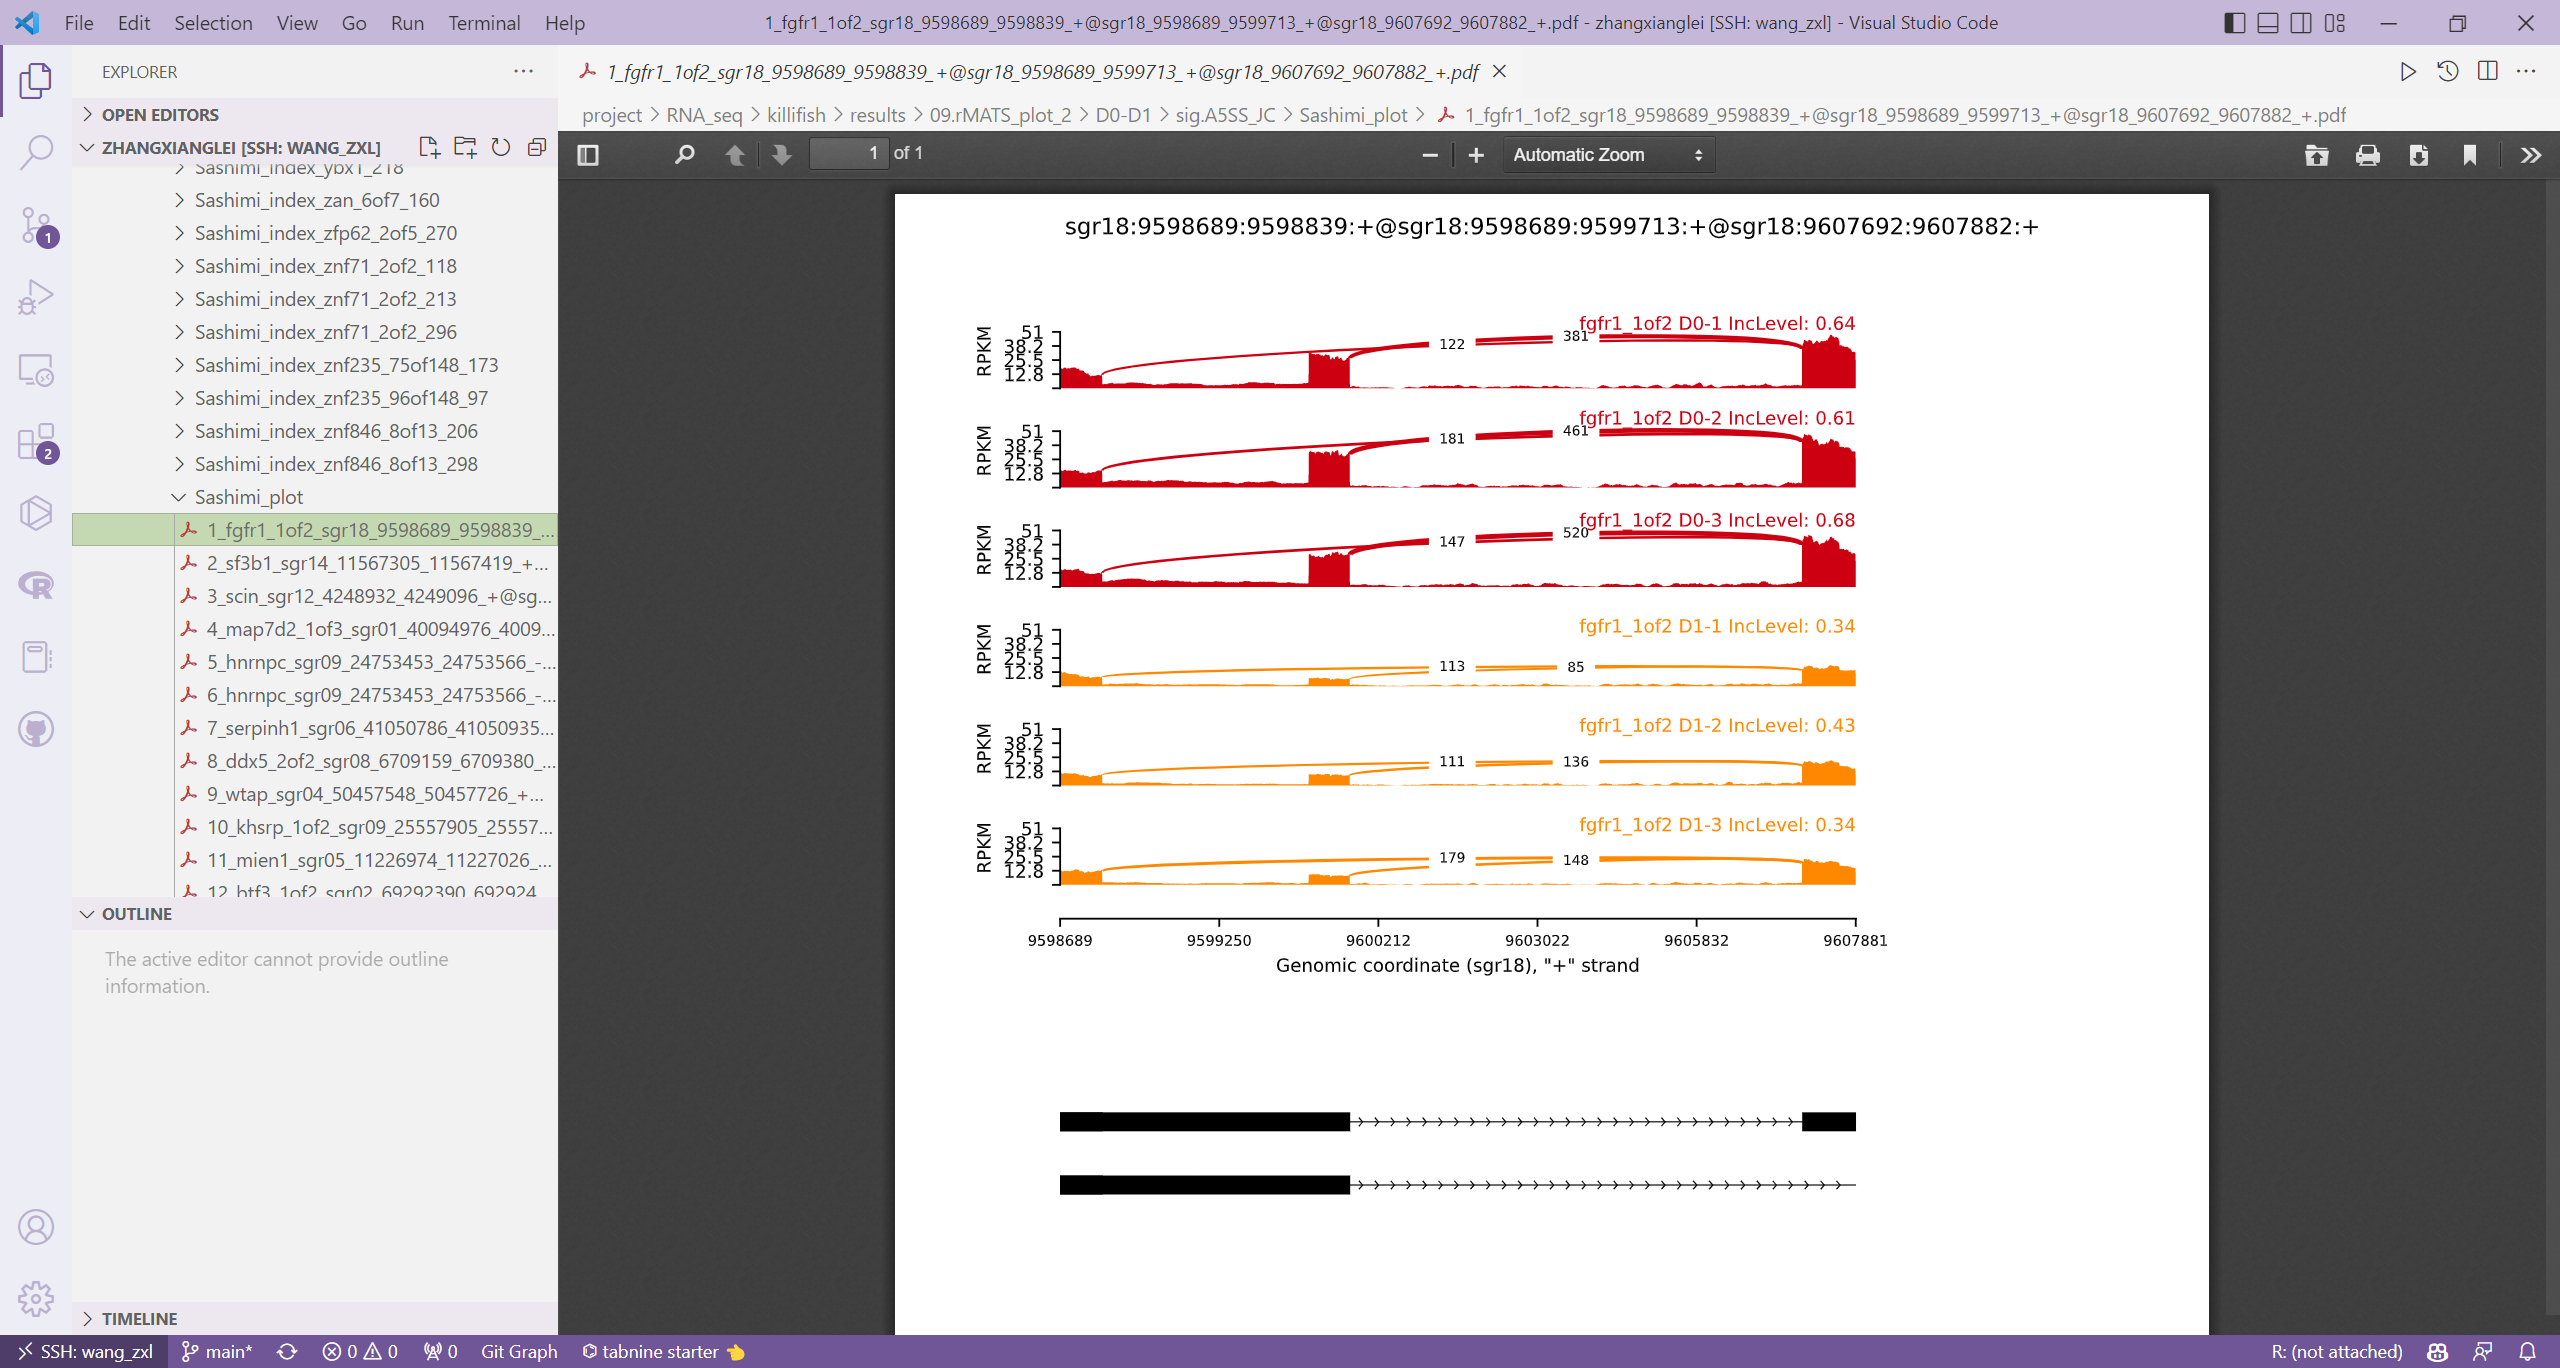 File Edit Selection View Go Run Terminal Help
1_fgfr1_1of2_sgr18_9598689_9598839_+@sgr18_9598689_9599713_+@sgr18_9607692_9607882_+.pdf - zhangxianglei [SSH: wang_zxl] - Visual Studio Code
EXPLORER
OPEN EDITORS
ZHANGXIANGLEI [SSH: WANG_ZXL]
Sashimi_index_ybx1_218
Sashimi_index_zan_6of7_160
Sashimi_index_zfp62_2of5_270
Sashimi_index_znf71_2of2_118
Sashimi_index_znf71_2of2_213
Sashimi_index_znf71_2of2_296
Sashimi_index_znf235_75of148_173
Sashimi_index_znf235_96of148_97
Sashimi_index_znf846_8of13_206
Sashimi_index_znf846_8of13_298
Sashimi_plot
1_fgfr1_1of2_sgr18_9598689_9598839_...
2_sf3b1_sgr14_11567305_11567419_+...
3_scin_sgr12_4248932_4249096_+@sg...
4_map7d2_1of3_sgr01_40094976_4009...
5_hnrnpc_sgr09_24753453_24753566_-...
6_hnrnpc_sgr09_24753453_24753566_-...
7_serpinh1_sgr06_41050786_41050935...
8_ddx5_2of2_sgr08_6709159_6709380_...
9_wtap_sgr04_50457548_50457726_+...
10_khsrp_1of2_sgr09_25557905_25557...
11_mien1_sgr05_11226974_11227026_...
12_btf3_1of2_sgr02_69292390_692924
OUTLINE
The active editor cannot provide outline
information.
TIMELINE
1
2
1_fgfr1_1of2_sgr18_9598689_9598839_+@sgr18_9598689_9599713_+@sgr18_9607692_9607882_+.pdf
project > RNA_seq > killifish > results > 09.rMATS_plot_2 > D0-D1 > sig.A5SS_JC > Sashimi_plot > 1_fgfr1_1of2_sgr18_9598689_9598839_+@sgr18_9598689_9599713_+@sgr18_9607692_9607882_+.pdf
1 of 1
Automatic Zoom
sgr18:9598689:9598839:+@sgr18:9598689:9599713:+@sgr18:9607692:9607882:+
fgfr1_1of2 D0-1 IncLevel: 0.64
RPKM
51
38.2
25.5
12.8
122
381
fgfr1_1of2 D0-2 IncLevel: 0.61
RPKM
51
38.2
25.5
12.8
181
461
fgfr1_1of2 D0-3 IncLevel: 0.68
RPKM
51
38.2
25.5
12.8
147
520
fgfr1_1of2 D1-1 IncLevel: 0.34
RPKM
51
38.2
25.5
12.8
113
85
fgfr1_1of2 D1-2 IncLevel: 0.43
RPKM
51
38.2
25.5
12.8
111
136
fgfr1_1of2 D1-3 IncLevel: 0.34
RPKM
51
38.2
25.5
12.8
179
148
9598689 9599250 9600212 9603022 9605832 9607881
Genomic coordinate (sgr18), "+" strand
SSH: wang_zxl main* 0 0 0 Git Graph tabnine starter R: (not attached)